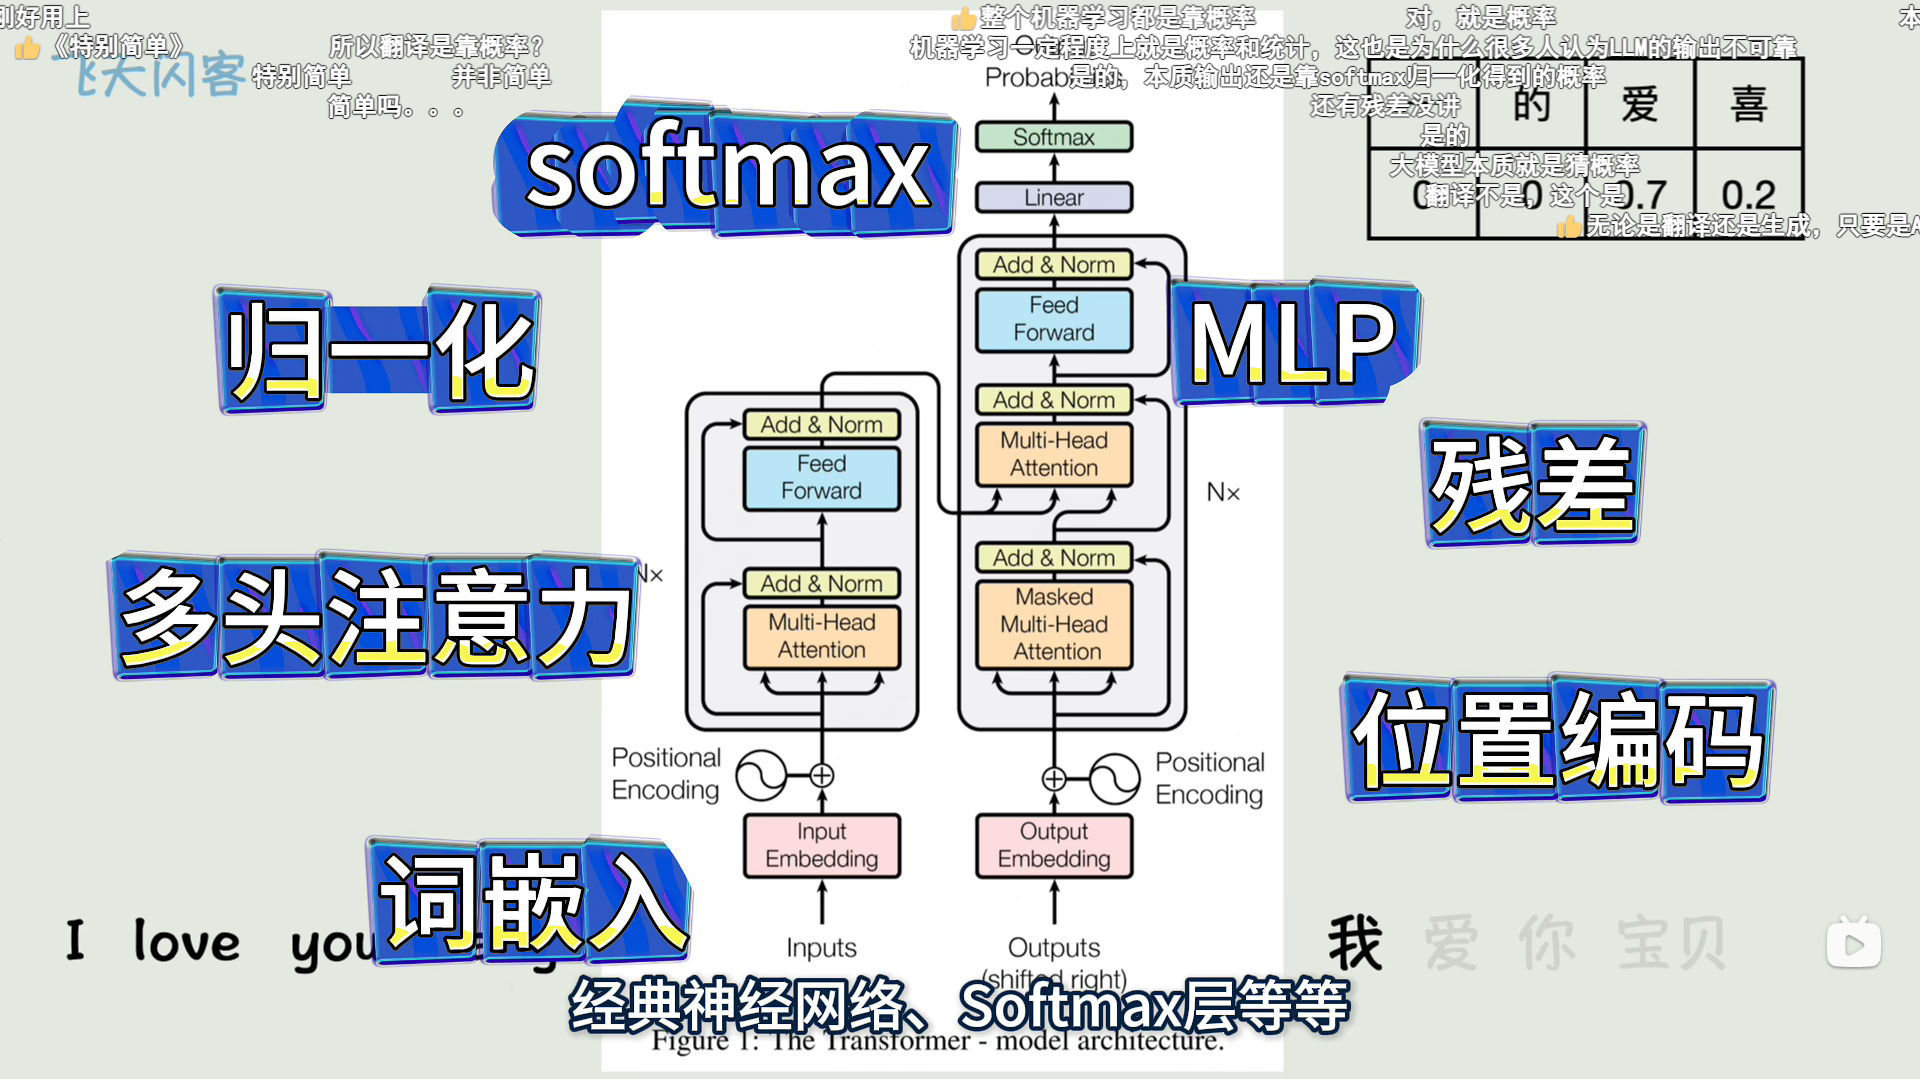 刚好用上
👍《特别简单》
所以翻译是靠概率?
特别简单
并非简单
简单吗。。。
飞天闪客
👍整个机器学习都是靠概率
对，就是概率
本
机器学习一定程度上就是概率和统计，这也是为什么很多人认为LLM的输出不可靠
是的，本质输出还是靠softmax归一化得到的概率
还有残差没讲
是的
大模型本质就是猜概率
翻译不是，这个是
👍无论是翻译还是生成，只要是A
的 爱 喜
0 0 0.7 0.2
softmax
归一化
MLP
残差
多头注意力
位置编码
词嵌入
Softmax
Linear
Add & Norm
Feed
Forward
Add & Norm
Multi-Head
Attention
Add & Norm
Masked
Multi-Head
Attention
N×
Add & Norm
Feed
Forward
Add & Norm
Multi-Head
Attention
N×
Positional
Encoding
Positional
Encoding
Input
Embedding
Output
Embedding
Inputs
Outputs
(shifted right)
I love you
我 爱 你 宝贝
经典神经网络、Softmax层等等
Figure 1: The Transformer - model architecture.